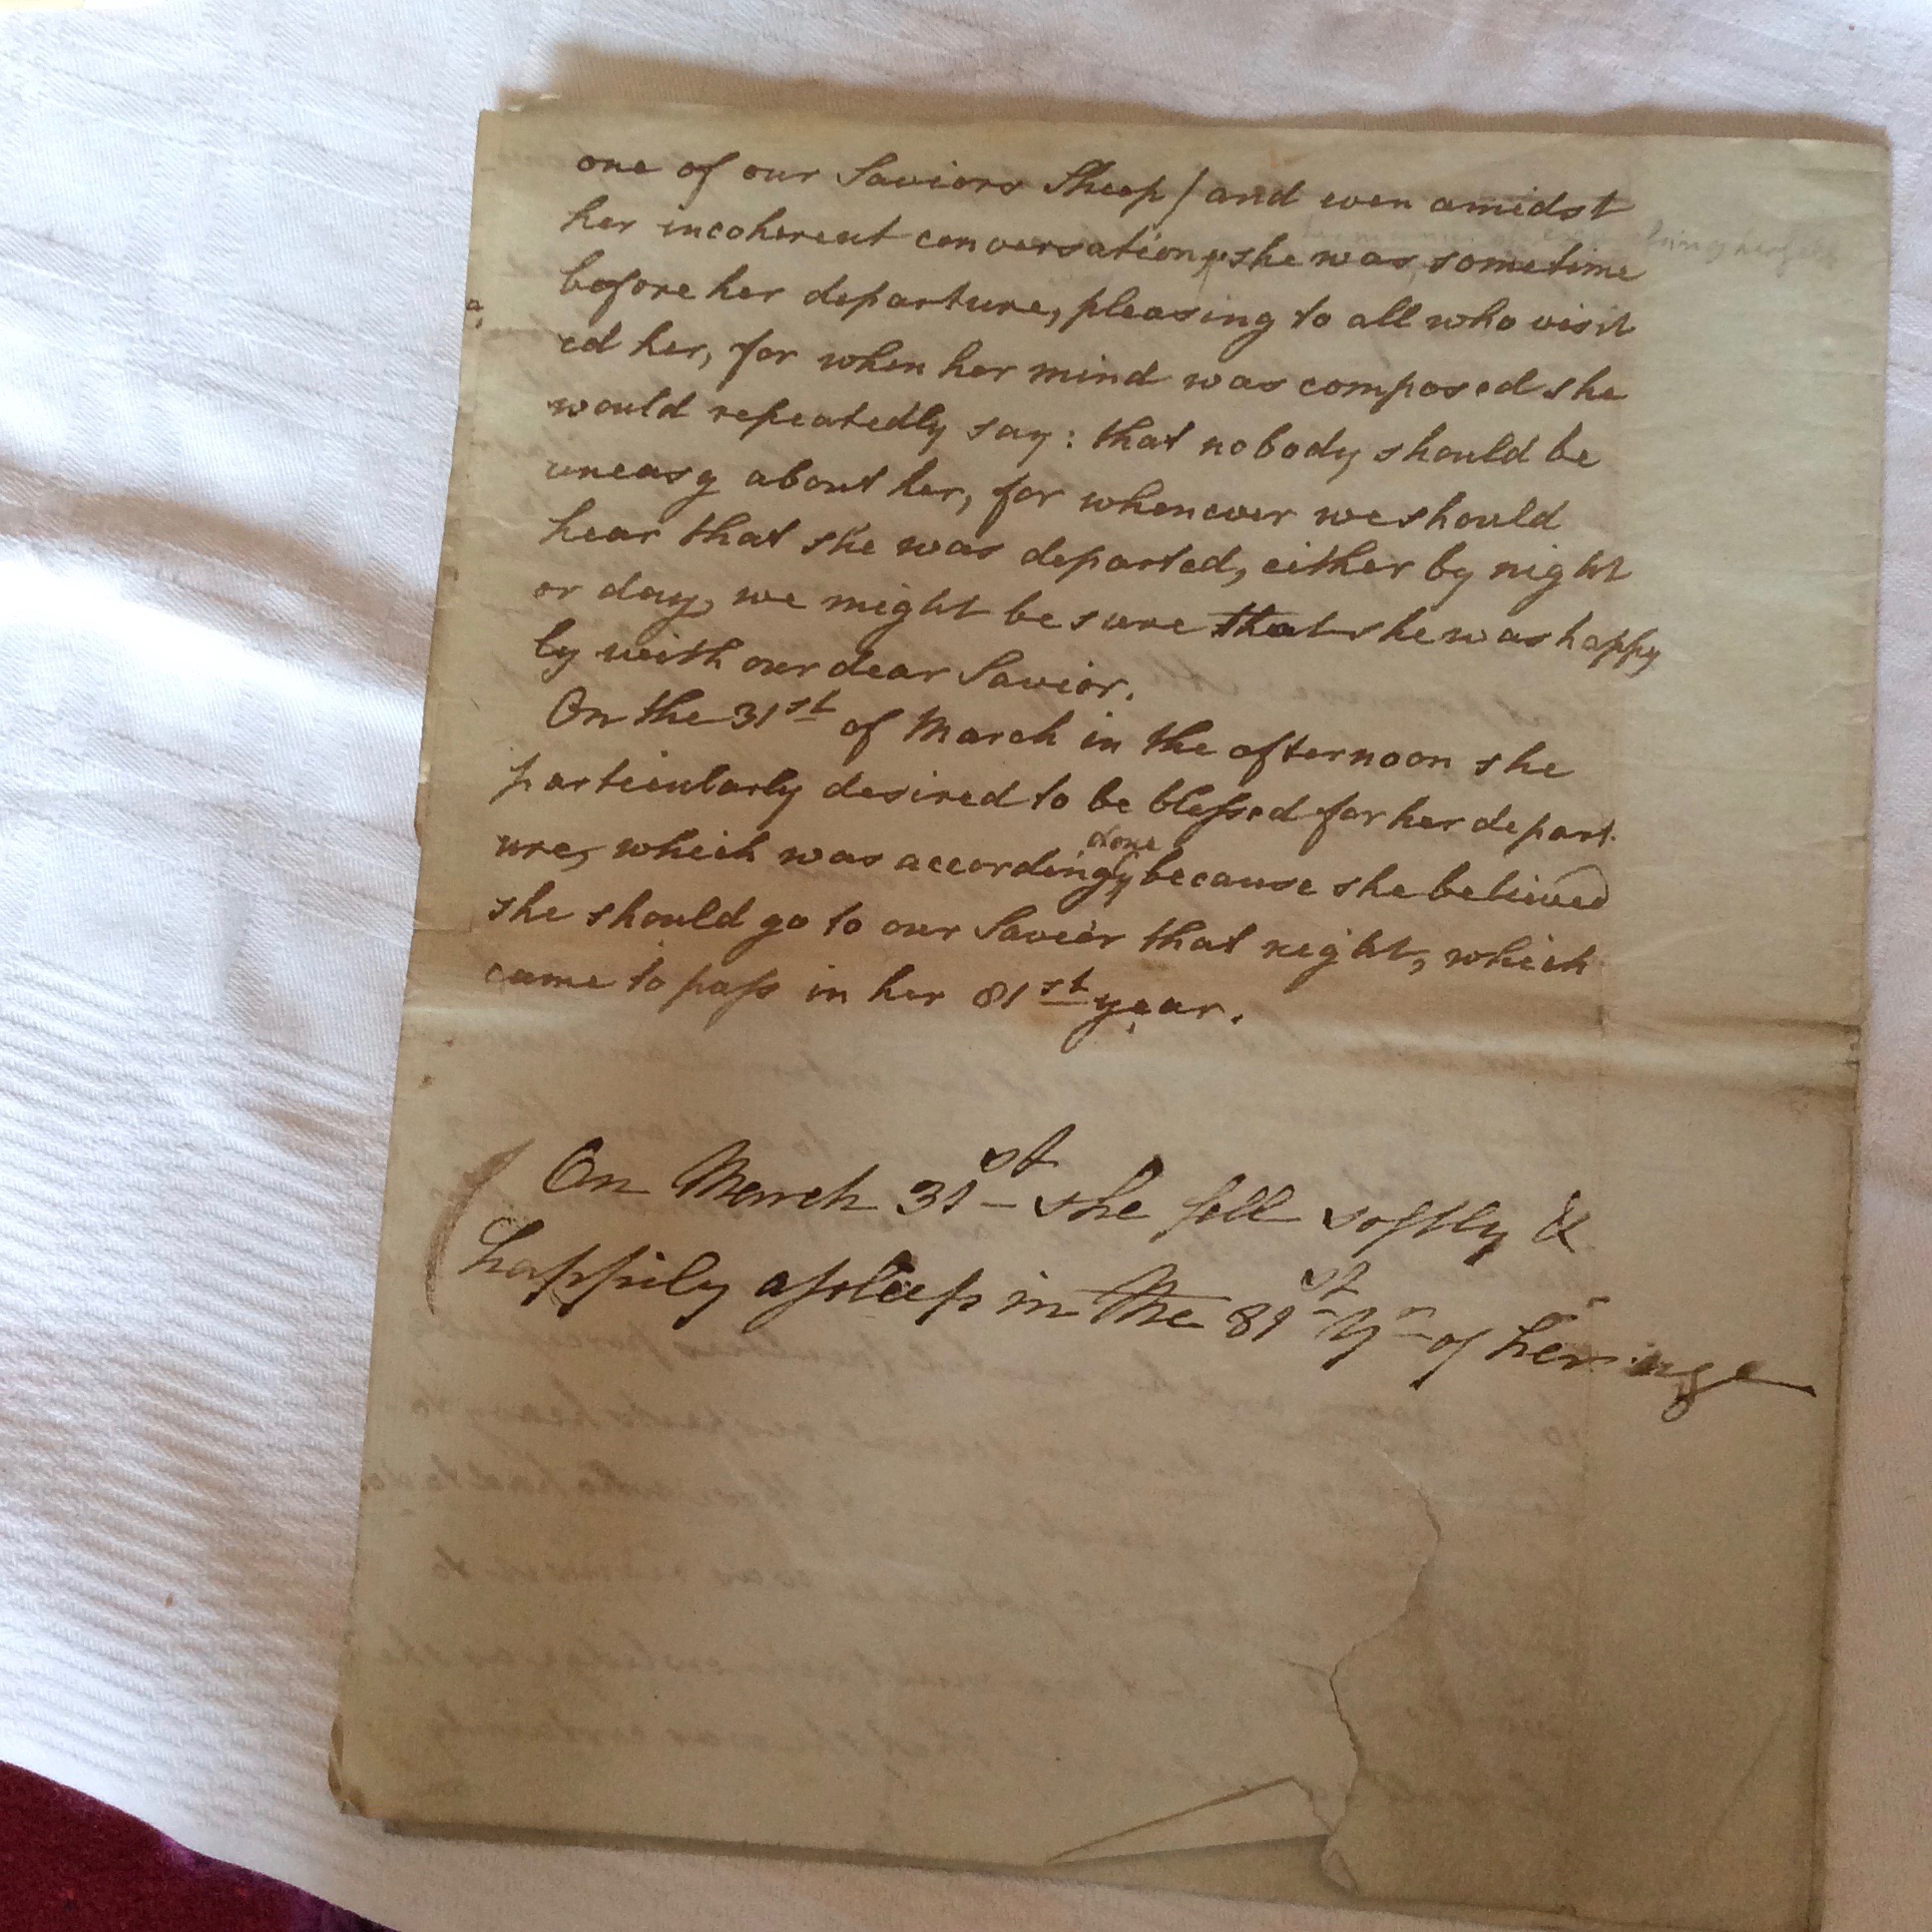 one of our Saviors Sheep / and even amidst
her incoherent conversation, she was, sometime
before her departure, pleasing to all who visit
ed her, for when her mind was composed she
would repeatedly say: that nobody should be
uneasy about her, for whenever we should
hear that she was departed, either by night
or day, we might be sure that she was happy
ly with our dear Savior.
On the 31st of March in the afternoon she
particularly desired to be blessed for her depart
ure, which was accordingly done because she believed
she should go to our Savior that night, which
came to pass in her 81st year.
On March 31st she fell softly &
happily asleep in the 81st Yr of her age